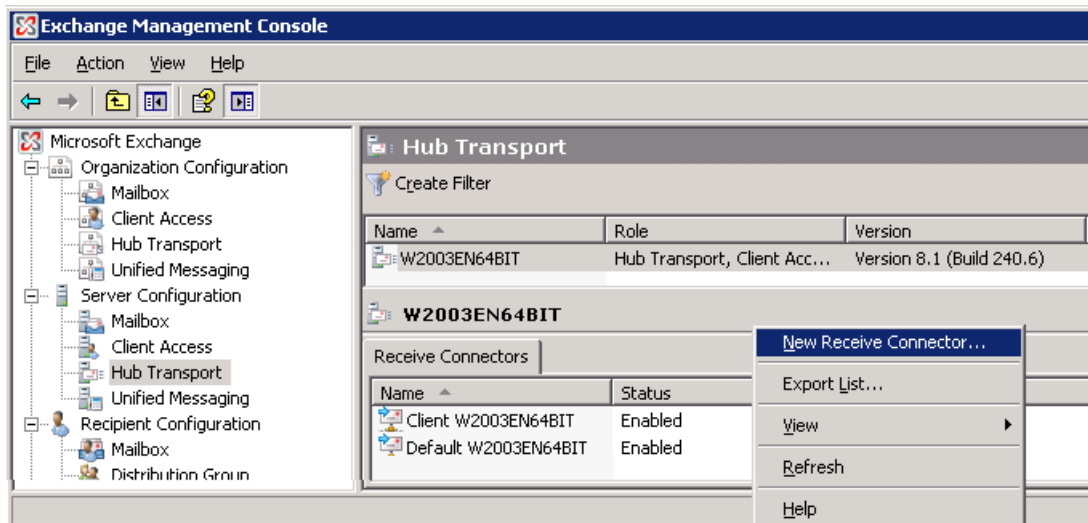 Exchange Management Console
File Action View Help
Microsoft Exchange
Organization Configuration
Mailbox
Client Access
Hub Transport
Unified Messaging
Server Configuration
Mailbox
Client Access
Hub Transport
Unified Messaging
Recipient Configuration
Mailbox
Distribution Group
Hub Transport
Create Filter
Name Role Version
W2003EN64BIT Hub Transport, Client Acc... Version 8.1 (Build 240.6)
W2003EN64BIT
Receive Connectors
Name Status
Client W2003EN64BIT Enabled
Default W2003EN64BIT Enabled
New Receive Connector...
Export List...
View
Refresh
Help